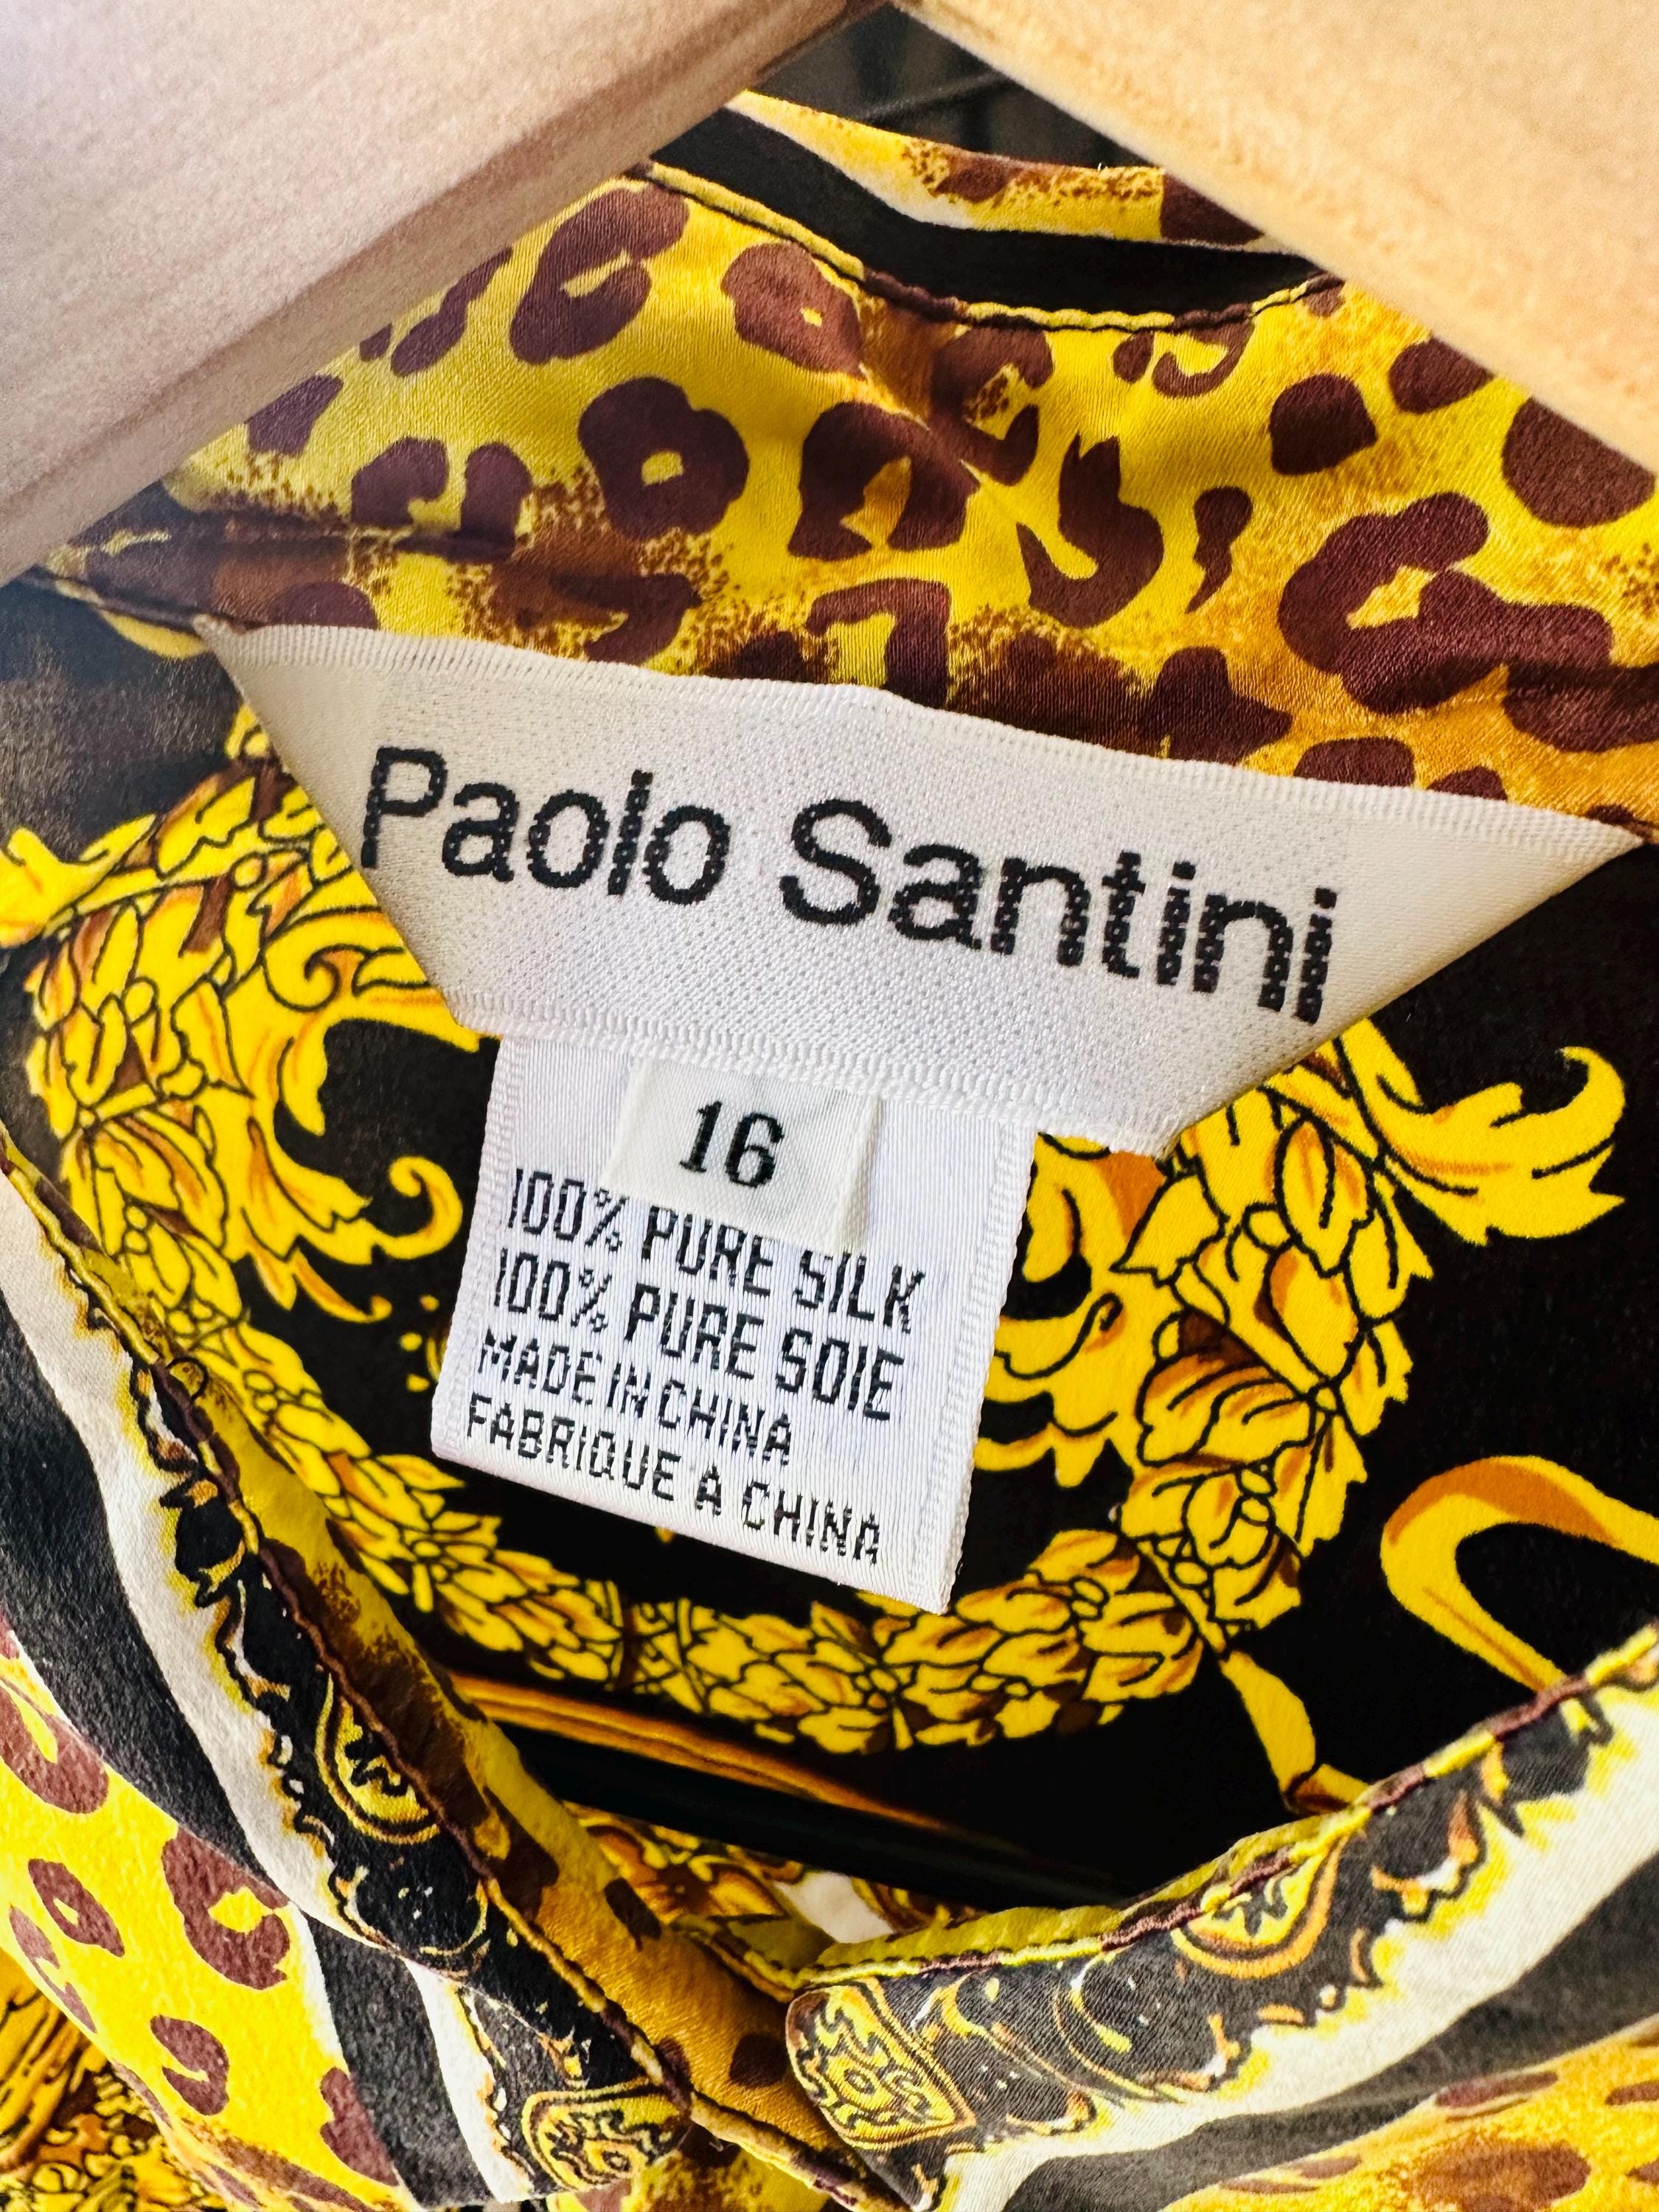 Paolo Santini
16
100% PURE SILK
100% PURE SOIE
MADE IN CHINA
FABRIQUE A CHINA